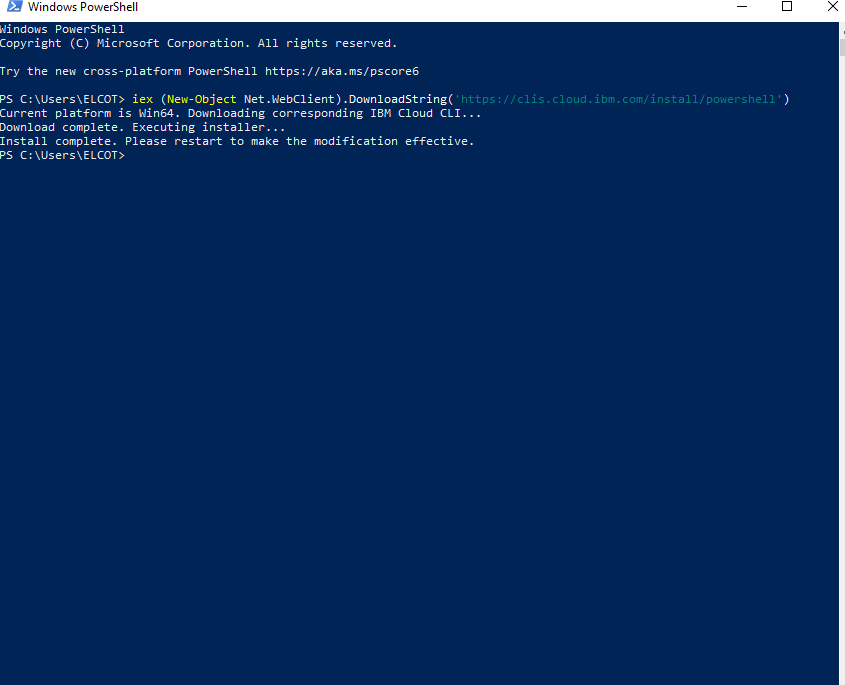 Windows PowerShell
Windows PowerShell
Copyright (C) Microsoft Corporation. All rights reserved.
Try the new cross-platform PowerShell https://aka.ms/pscore6
PS C:\Users\ELCOT> iex (New-Object Net.WebClient).DownloadString('https://clis.cloud.ibm.com/install/powershell')
Current platform is Win64. Downloading corresponding IBM Cloud CLI...
Download complete. Executing installer...
Install complete. Please restart to make the modification effective.
PS C:\Users\ELCOT>